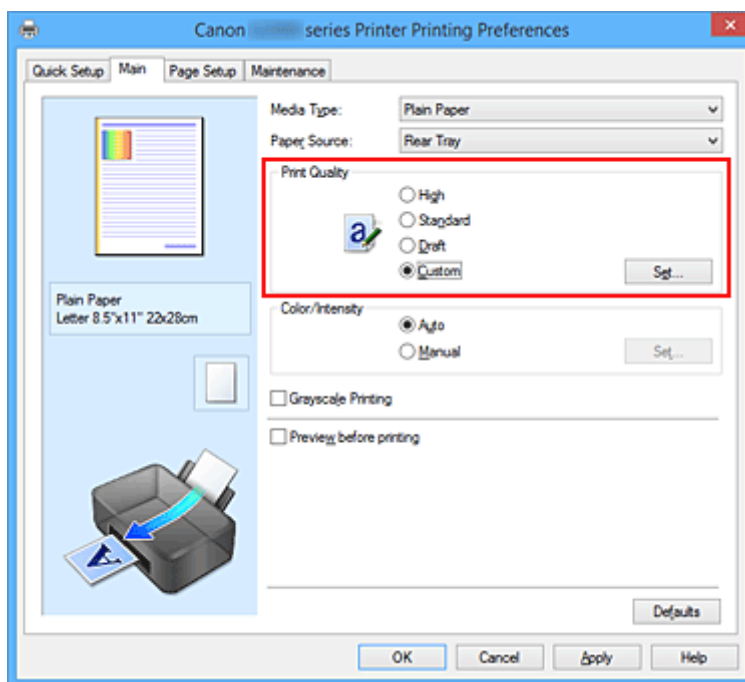 Canon series Printer Printing Preferences
Quick Setup Main Page Setup Maintenance
Media Type: Plain Paper
Paper Source: Rear Tray
Print Quality
High
Standard
a
Draft
Custom Set...
Plain Paper
Letter 8.5"x11" 22x28cm
Color/Intensity
Auto
Manual Set...
Grayscale Printing
Preview before printing
A
Defaults
OK Cancel Apply Help